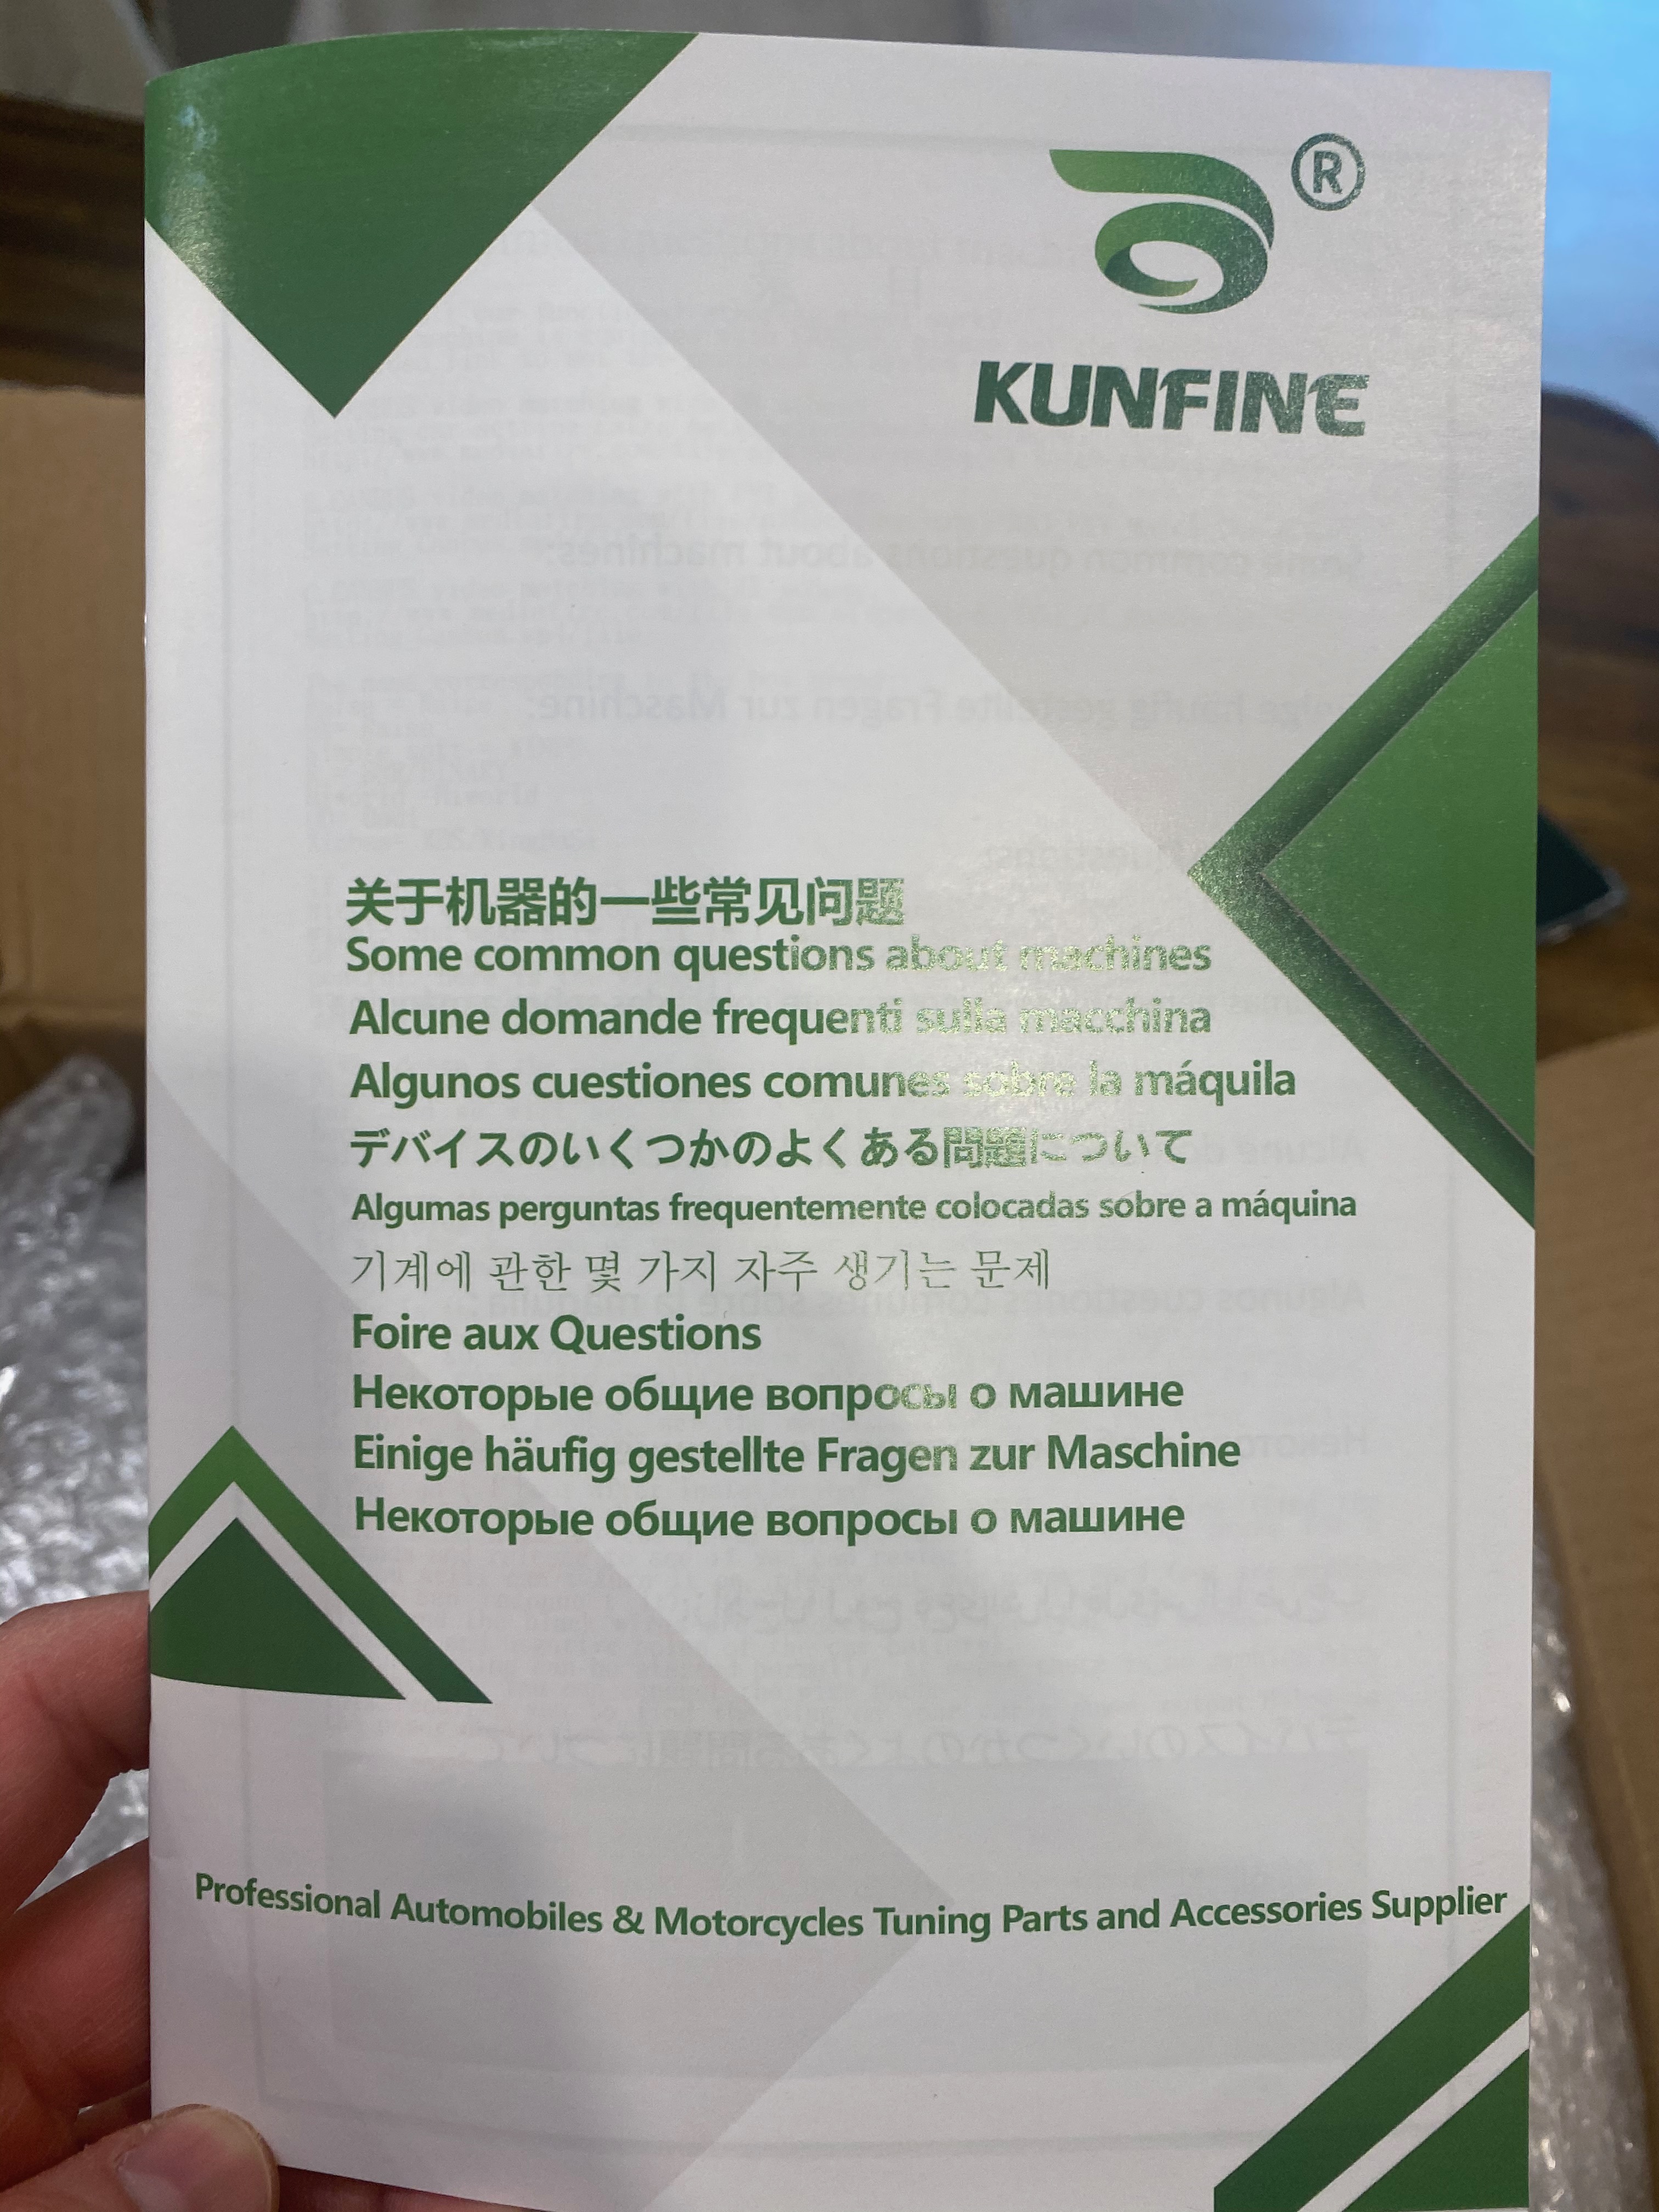 ®
KUNFINE
关于机器的一些常见问题
Some common questions about machines
Alcune domande frequenti sulla macchina
Algunos cuestiones comunes sobre la máquila
デバイスのいくつかのよくある問題について
Algumas perguntas frequentemente colocadas sobre a máquina
기계에 관한 몇 가지 자주 생기는 문제
Foire aux Questions
Некоторые общие вопросы о машине
Einige häufig gestellte Fragen zur Maschine
Некоторые общие вопросы о машине
Professional Automobiles & Motorcycles Tuning Parts and Accessories Supplier